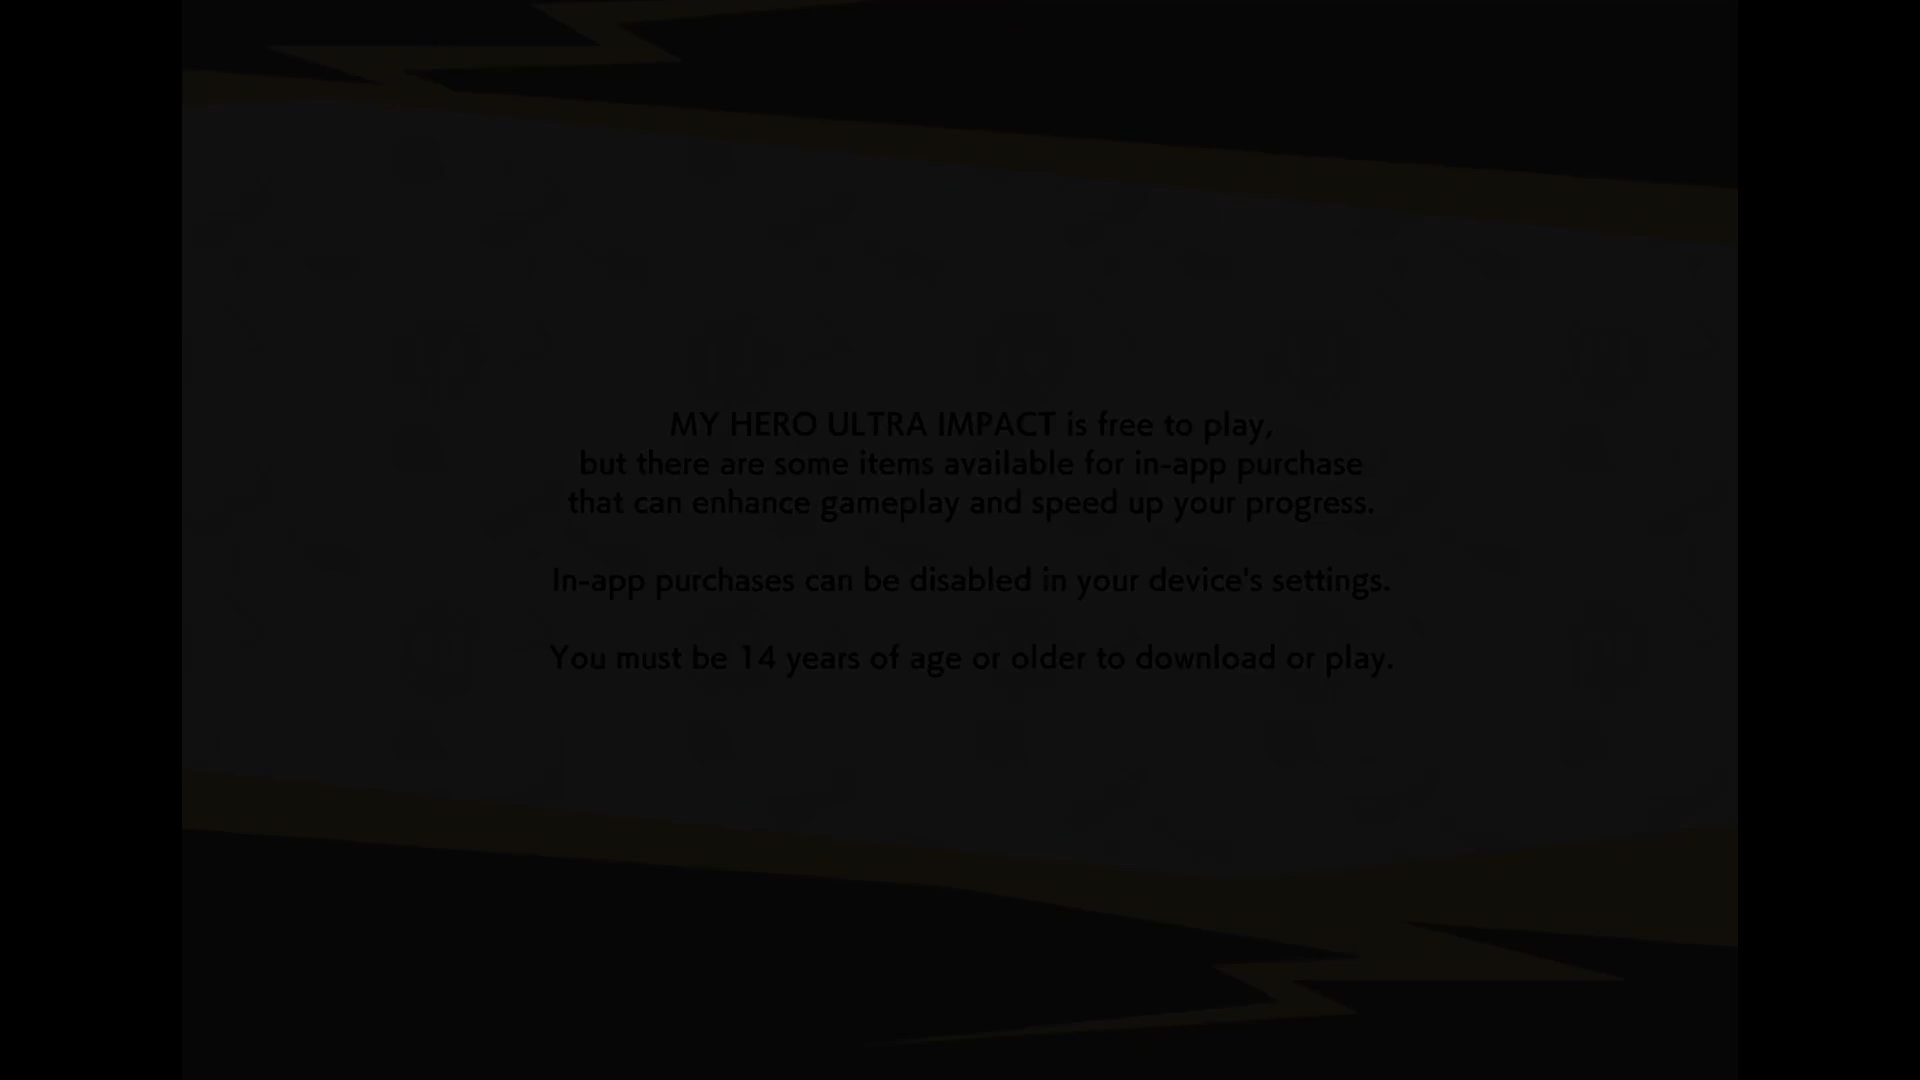 MY HERO ULTRA IMPACT is free to play,
but there are some items available for in-app purchase
that can enhance gameplay and speed up your progress.
In-app purchases can be disabled in your device's settings.
You must be 14 years of age or older to download or play.